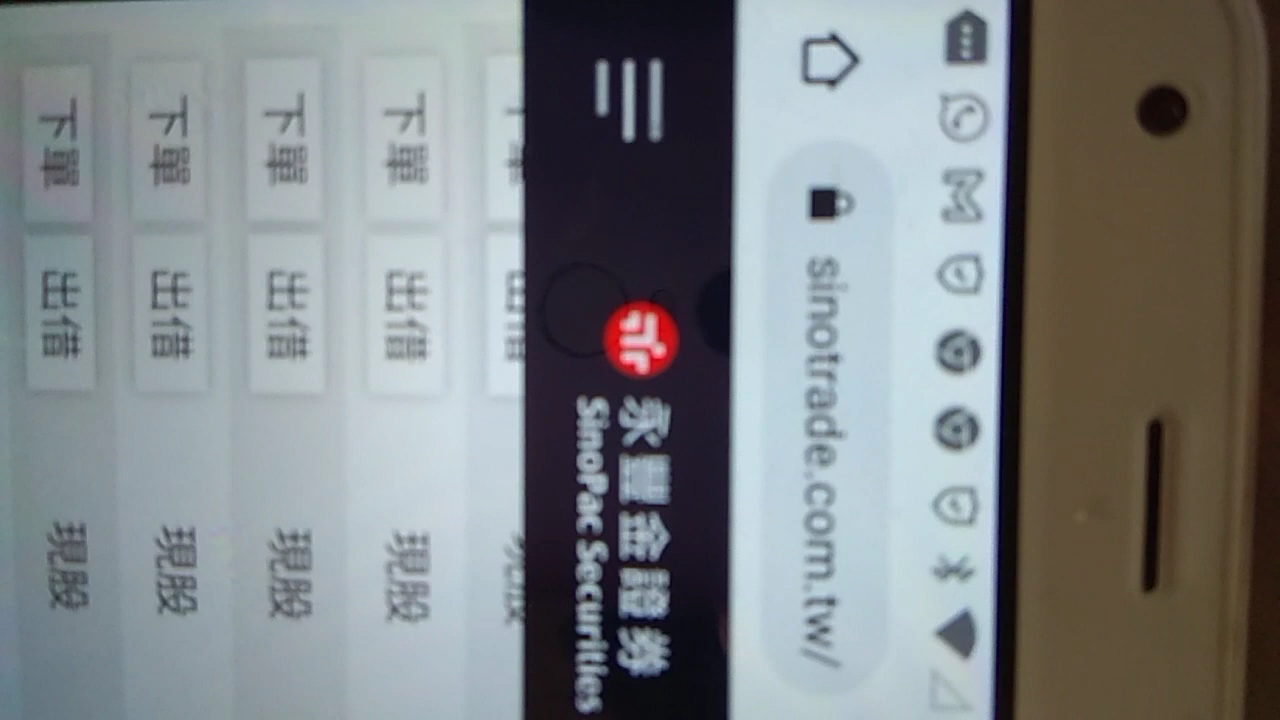 sinotrade.com.tw/
永豐金證券
SinoPac Securities
下單 出借 現股
下單 出借 現股
下單 出借 現股
下單 出借 現股